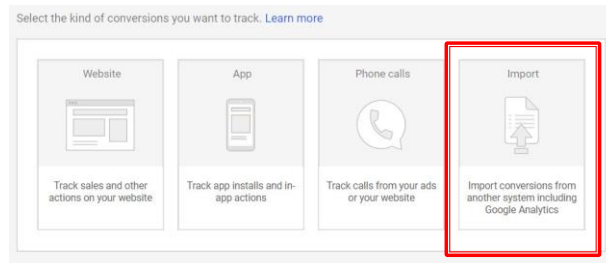 Select the kind of conversions you want to track. Learn more
Website
App
Phone calls
Import
Track sales and other
actions on your website
Track app installs and in-
app actions
Track calls from your ads
or your website
Import conversions from
another system including
Google Analytics